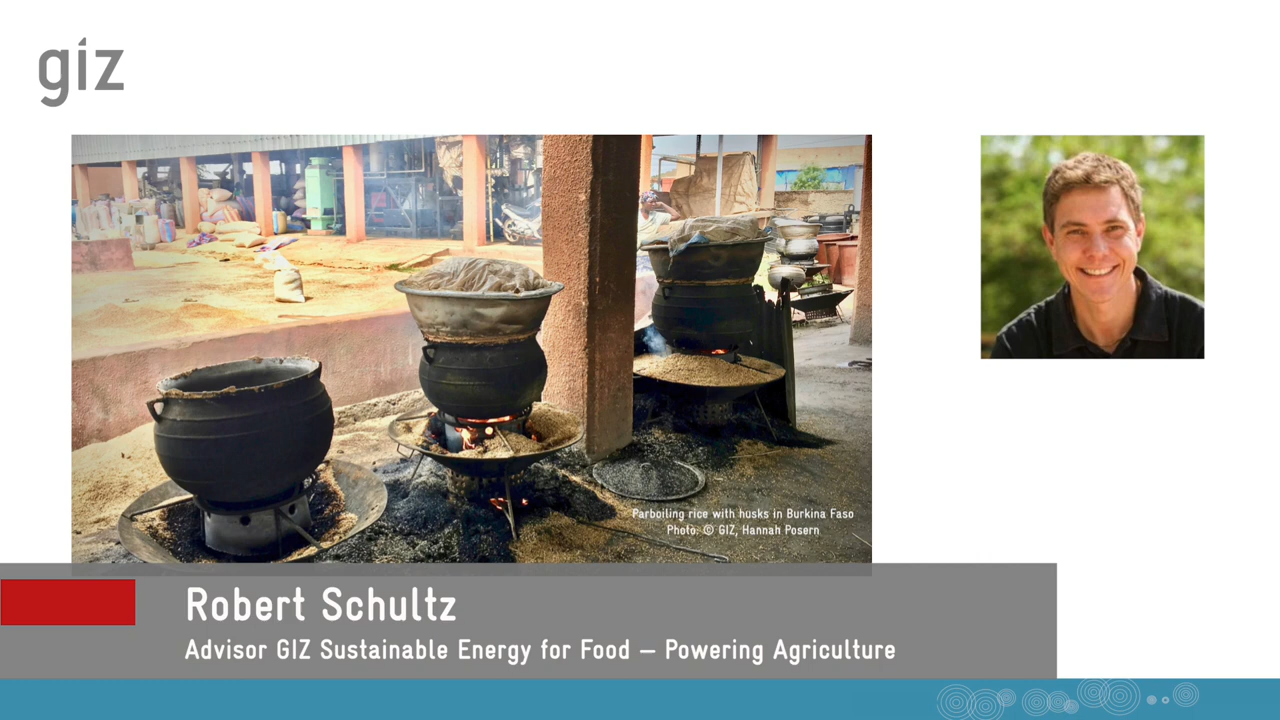 giz
Parboiling rice with husks in Burkina Faso
Photo: © GIZ, Hannah Posern
Robert Schultz
Advisor GIZ Sustainable Energy for Food – Powering Agriculture